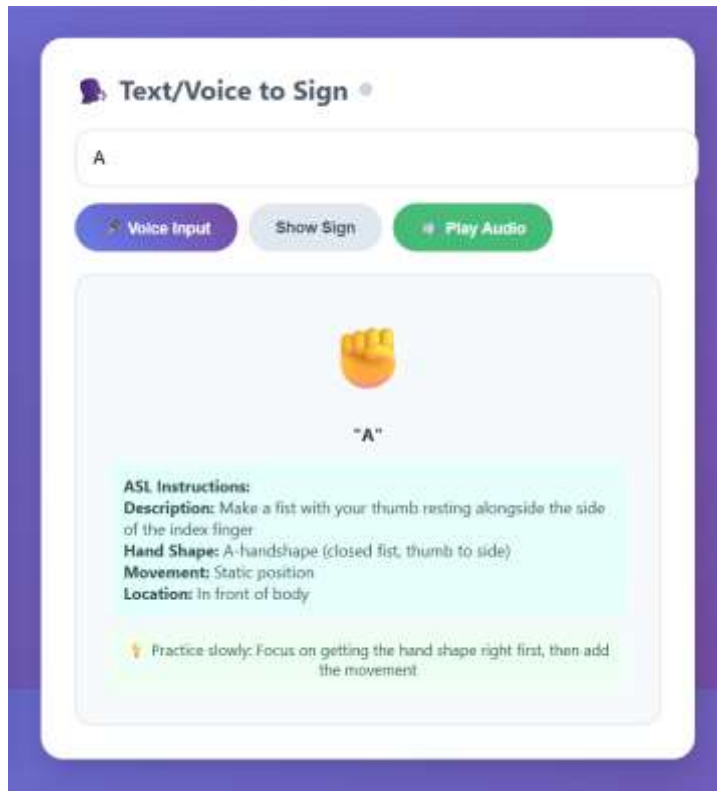 Text/Voice to Sign
A
Voice Input
Show Sign
Play Audio
"A"
ASL Instructions:
Description: Make a fist with your thumb resting alongside the side
of the index finger
Hand Shape: A-handshape (closed fist, thumb to side)
Movement: Static position
Location: In front of body
Practice slowly: Focus on getting the hand shape right first, then add
the movement